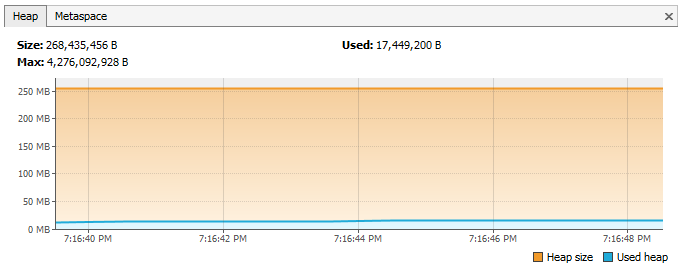 Heap Metaspace
Size: 268,435,456 B Used: 17,449,200 B
Max: 4,276,092,928 B
250 MB
200 MB
150 MB
100 MB
50 MB
0 MB
7:16:40 PM 7:16:42 PM 7:16:44 PM 7:16:46 PM 7:16:48 PM
Heap size Used heap